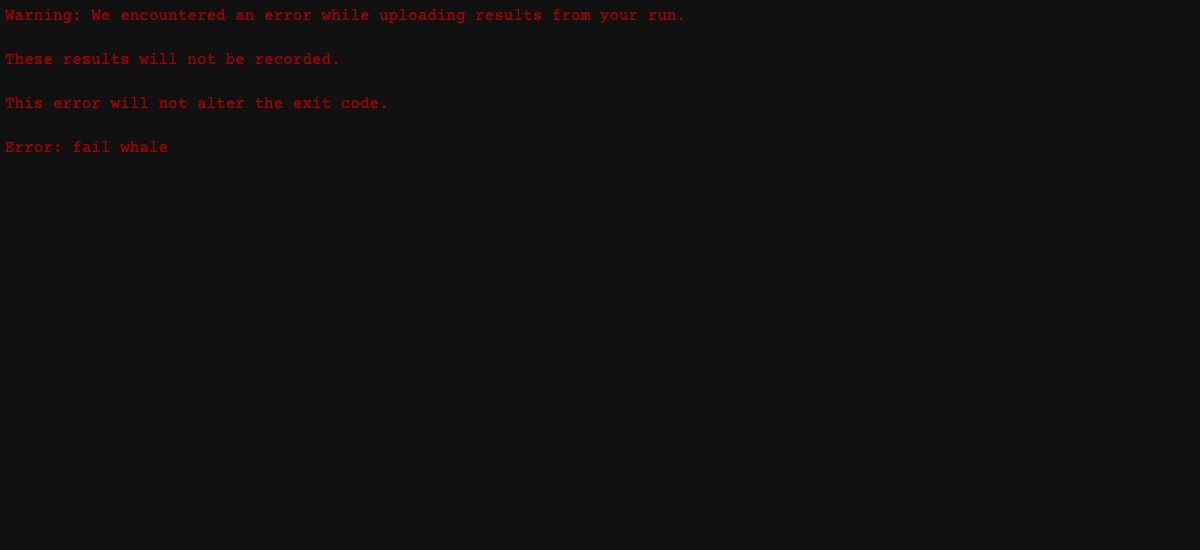 Warning: We encountered an error while uploading results from your run.
These results will not be recorded.
This error will not alter the exit code.
Error: fail whale